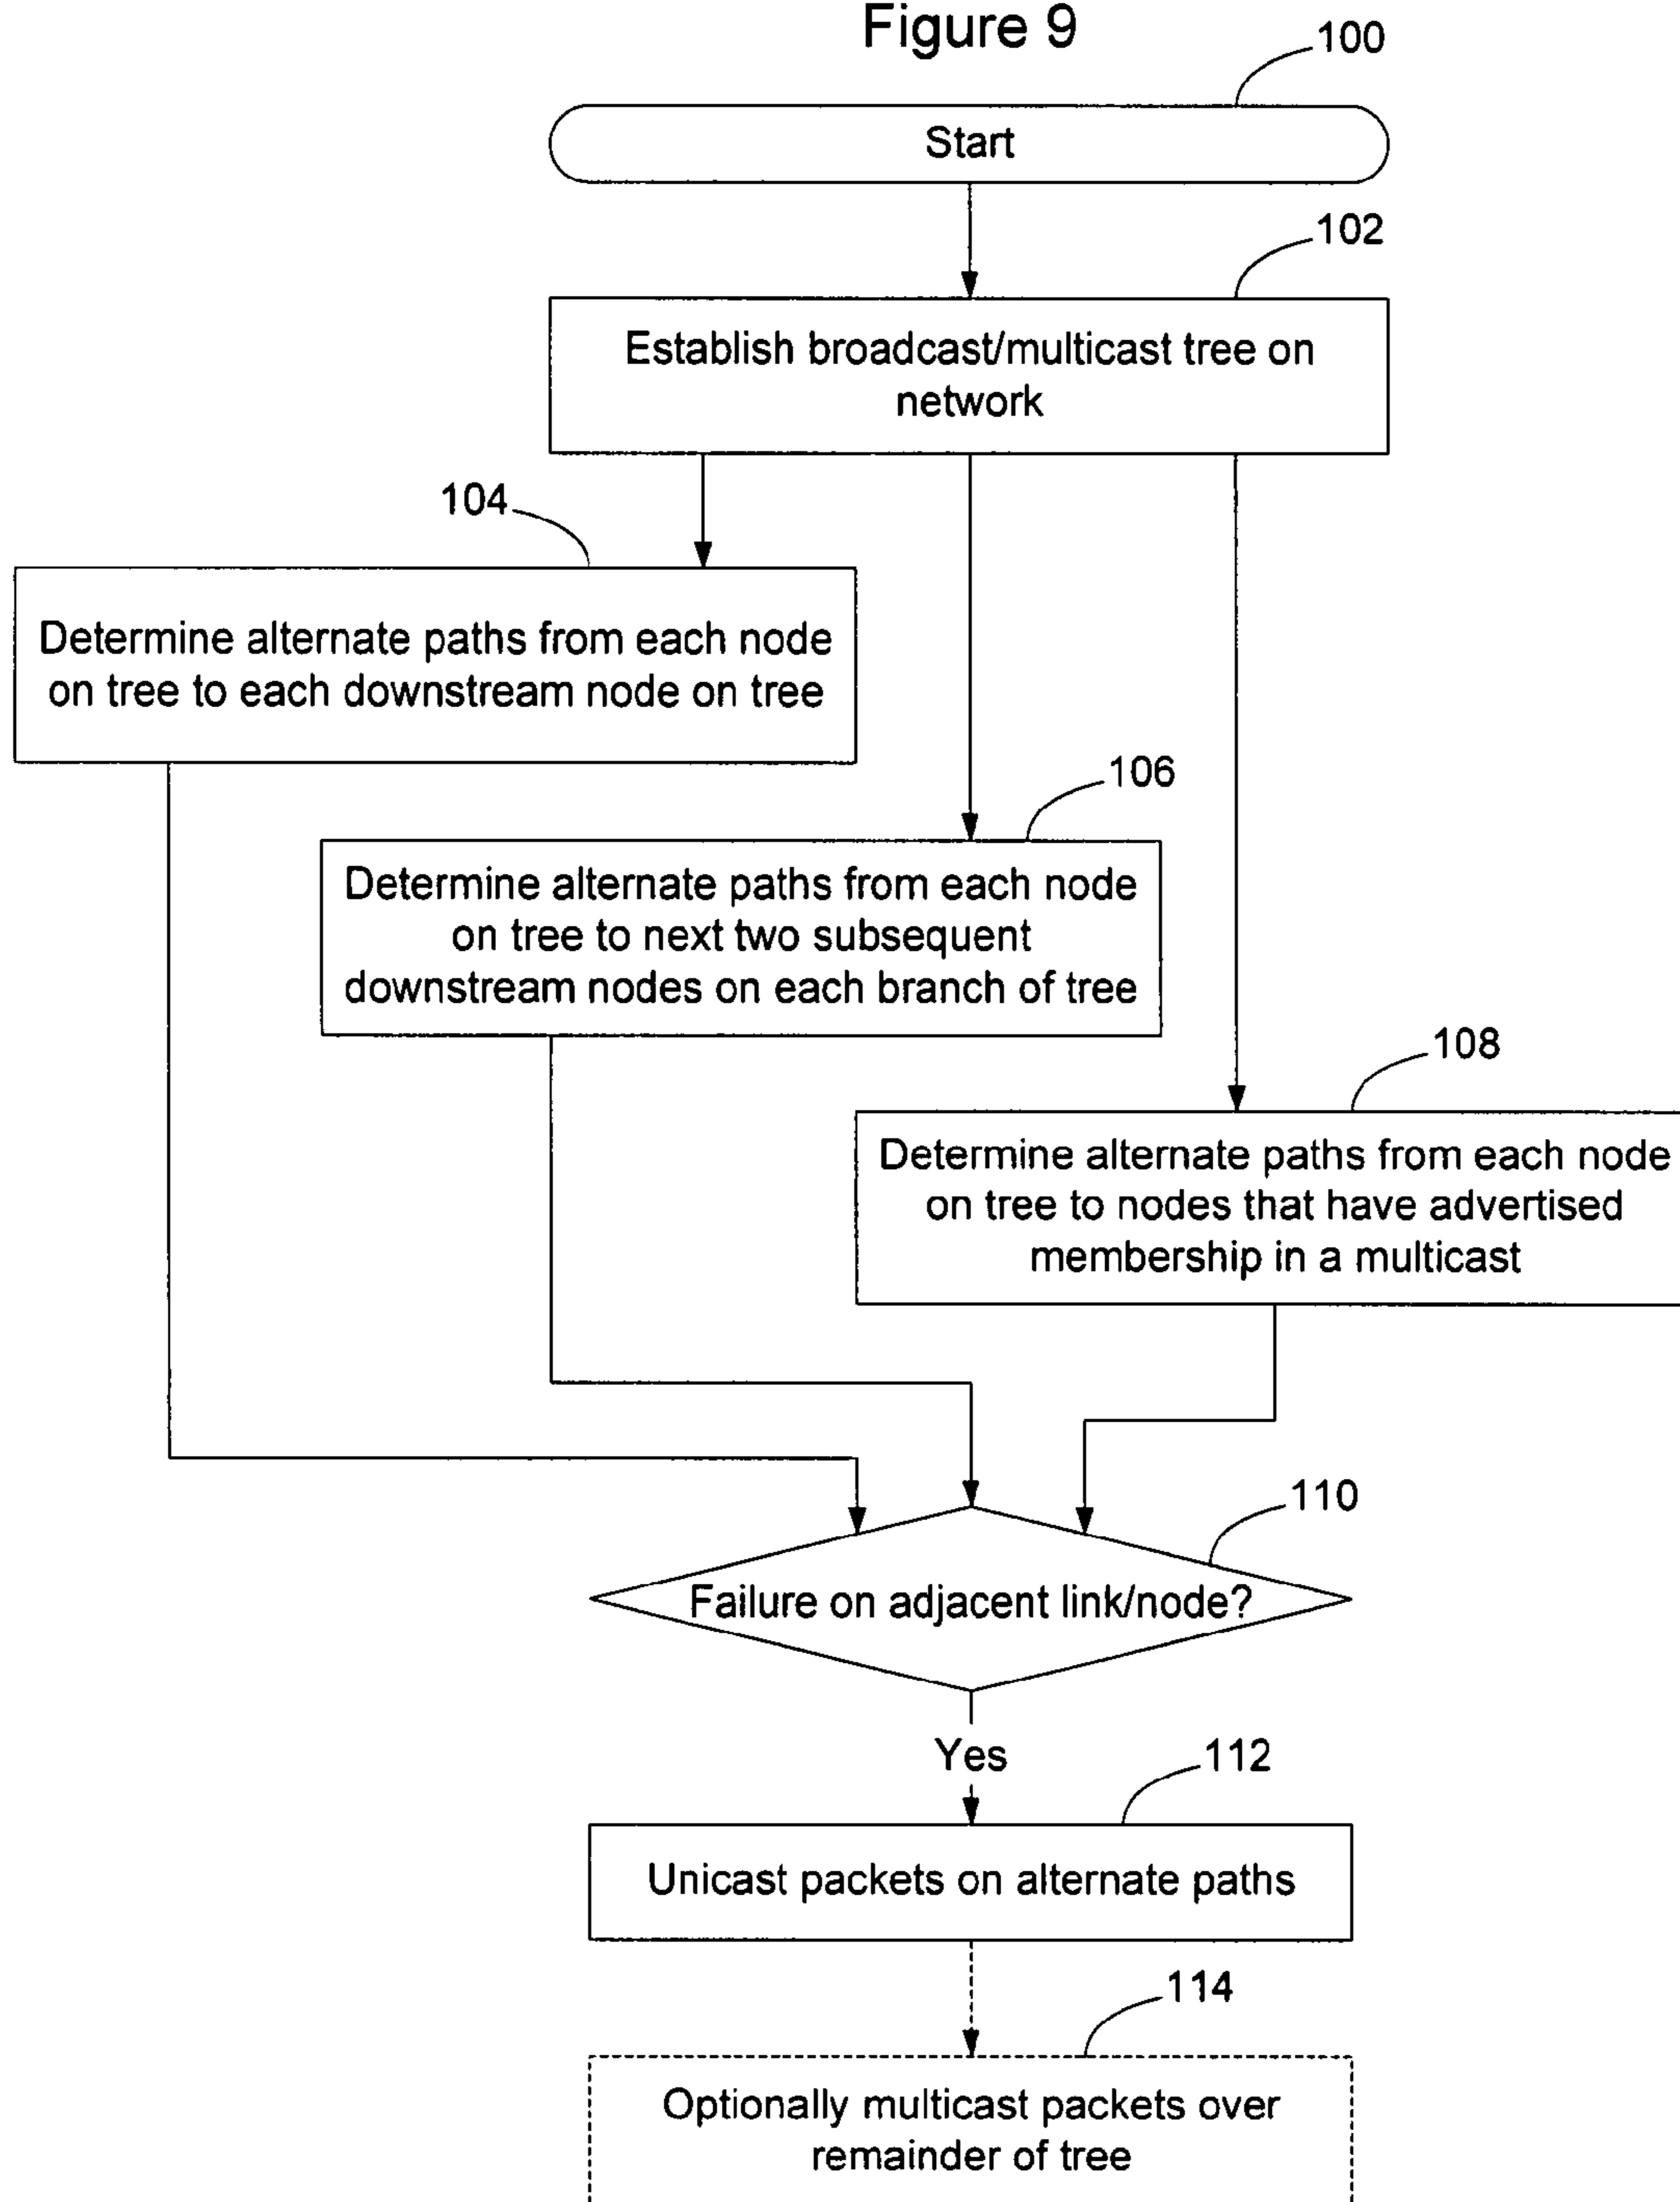 Figure 9
100
Start
102
Establish broadcast/multicast tree on
network
104
Determine alternate paths from each node
on tree to each downstream node on tree
106
Determine alternate paths from each node
on tree to next two subsequent
downstream nodes on each branch of tree
108
Determine alternate paths from each node
on tree to nodes that have advertised
membership in a multicast
110
Failure on adjacent link/node?
Yes
112
Unicast packets on alternate paths
114
Optionally multicast packets over
remainder of tree